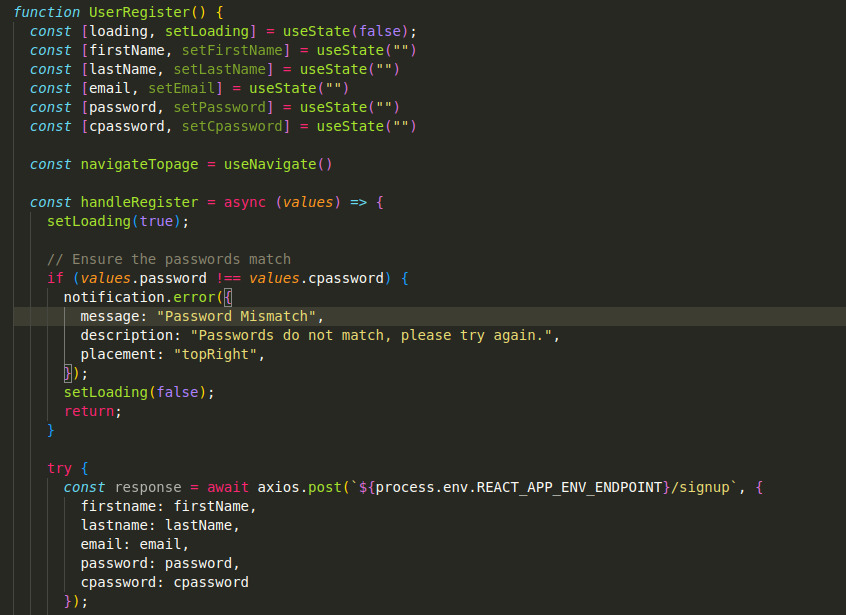 function UserRegister() {
const [loading, setLoading] = useState(false);
const [firstName, setFirstName] = useState("")
const [lastName, setLastName] = useState("")
const [email, setEmail] = useState("")
const [password, setPassword] = useState("")
const [cpassword, setCpassword] = useState("")
const navigateTopage = useNavigate()
const handleRegister = async (values) => {
setLoading(true);
// Ensure the passwords match
if (values.password !== values.cpassword) {
notification.error({
message: "Password Mismatch",
description: "Passwords do not match, please try again.",
placement: "topRight",
});
setLoading(false);
return;
}
try {
const response = await axios.post(`${process.env.REACT_APP_ENV_ENDPOINT}/signup`, {
firstname: firstName,
lastname: lastName,
email: email,
password: password,
cpassword: cpassword
});